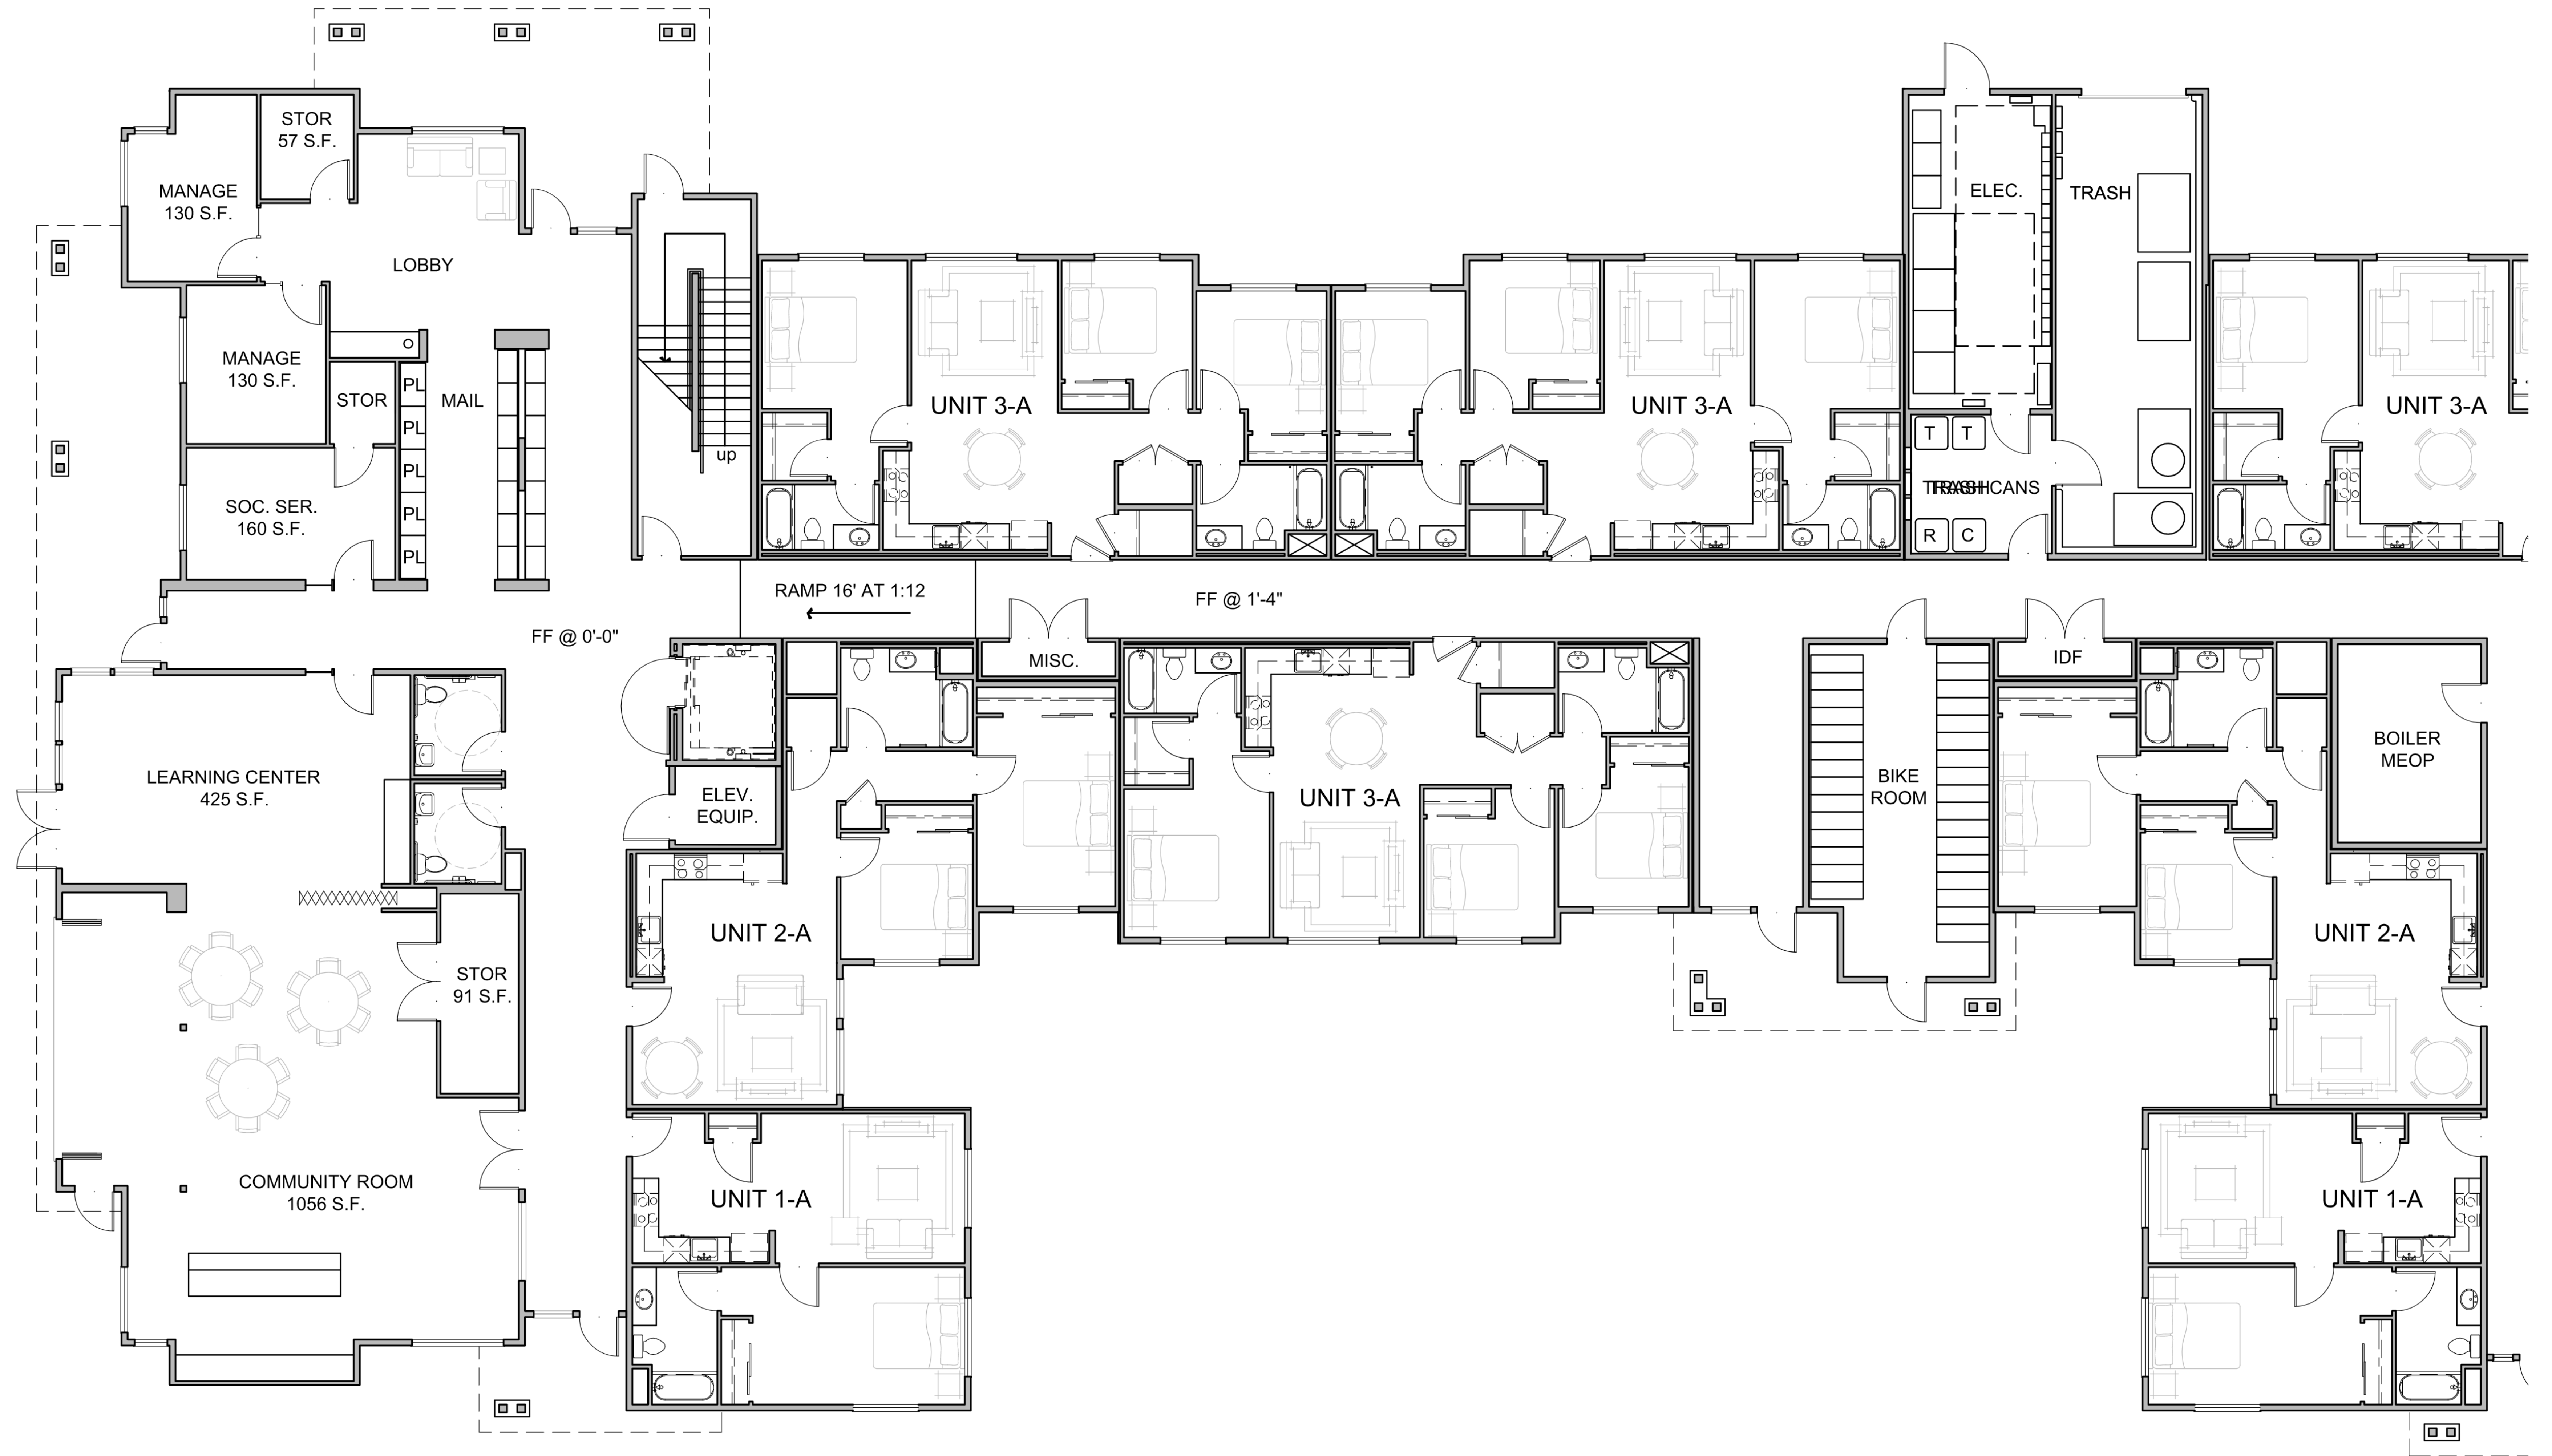 STOR
57 S.F.
MANAGE
130 S.F.
ELEC.
TRASH
LOBBY
MANAGE
130 S.F.
STOR
PL
PL
PL
PL
PL
MAIL
up
UNIT 3-A
UNIT 3-A
UNIT 3-A
T
T
TRASH CANS
TRASH
R
C
SOC. SER.
160 S.F.
RAMP 16' AT 1:12
FF @ 1'-4"
FF @ 0'-0"
MISC.
IDF
LEARNING CENTER
425 S.F.
ELEV.
EQUIP.
UNIT 3-A
BIKE
ROOM
BOILER
MEOP
UNIT 2-A
UNIT 2-A
STOR
91 S.F.
COMMUNITY ROOM
1056 S.F.
UNIT 1-A
UNIT 1-A